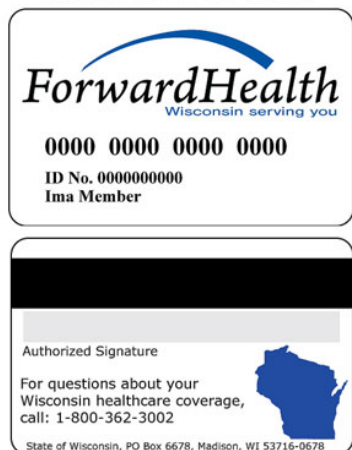 ForwardHealth
Wisconsin serving you
0000 0000 0000 0000
ID No. 0000000000
Ima Member
Authorized Signature
For questions about your
Wisconsin healthcare coverage,
call: 1-800-362-3002
State of Wisconsin, PO Box 6678, Madison, WI 53716-0678